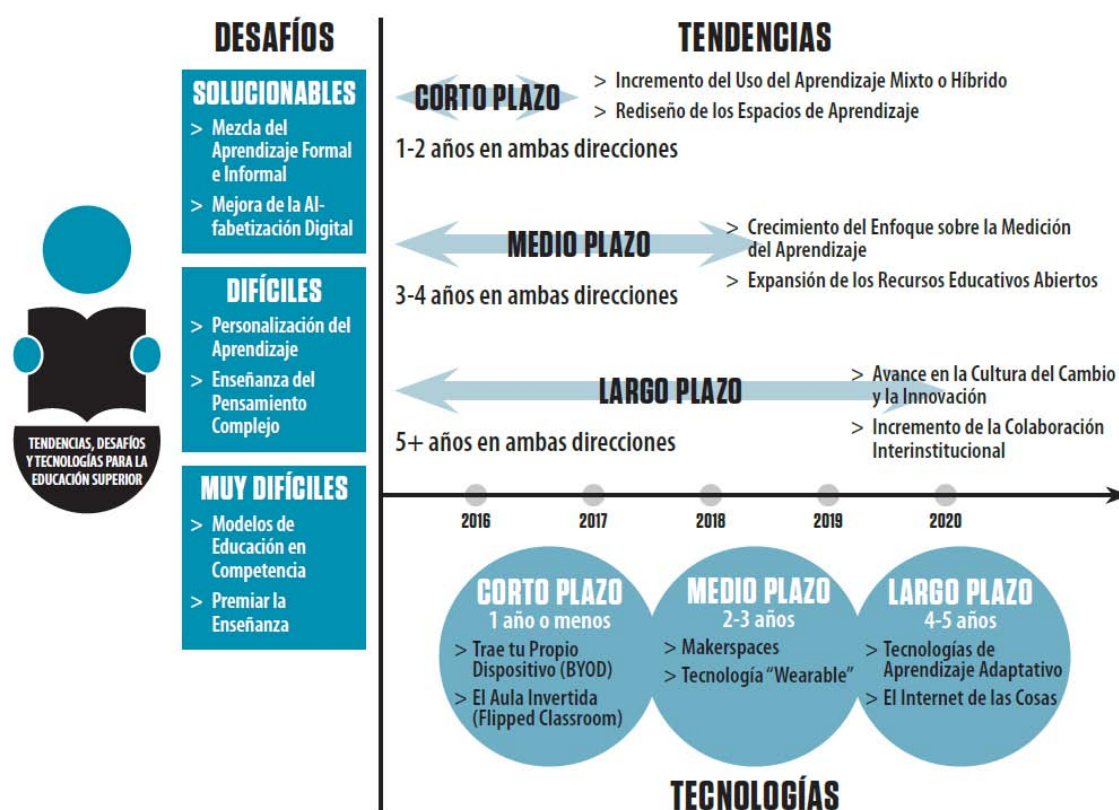 DESAFÍOS
SOLUCIONABLES
> Mezcla del
Aprendizaje Formal
e Informal
> Mejora de la Al-
fabetización Digital
DIFÍCILES
> Personalización del
Aprendizaje
> Enseñanza del
Pensamiento
Complejo
MUY DIFÍCILES
> Modelos de
Educación en
Competencia
> Premiar la
Enseñanza
TENDENCIAS, DESAFÍOS
Y TECNOLOGÍAS PARA LA
EDUCACIÓN SUPERIOR
TENDENCIAS
CORTO PLAZO
> Incremento del Uso del Aprendizaje Mixto o Híbrido
> Rediseño de los Espacios de Aprendizaje
1-2 años en ambas direcciones
MEDIO PLAZO
> Crecimiento del Enfoque sobre la Medición
del Aprendizaje
> Expansión de los Recursos Educativos Abiertos
3-4 años en ambas direcciones
LARGO PLAZO
> Avance en la Cultura del Cambio
y la Innovación
> Incremento de la Colaboración
Interinstitucional
5+ años en ambas direcciones
2016 2017 2018 2019 2020
CORTO PLAZO
1 año o menos
> Trae tu Propio
Dispositivo (BYOD)
> El Aula Invertida
(Flipped Classroom)
MEDIO PLAZO
2-3 años
> Makerspaces
> Tecnología “Wearable”
LARGO PLAZO
4-5 años
> Tecnologías de
Aprendizaje Adaptativo
> El Internet de las Cosas
TECNOLOGÍAS